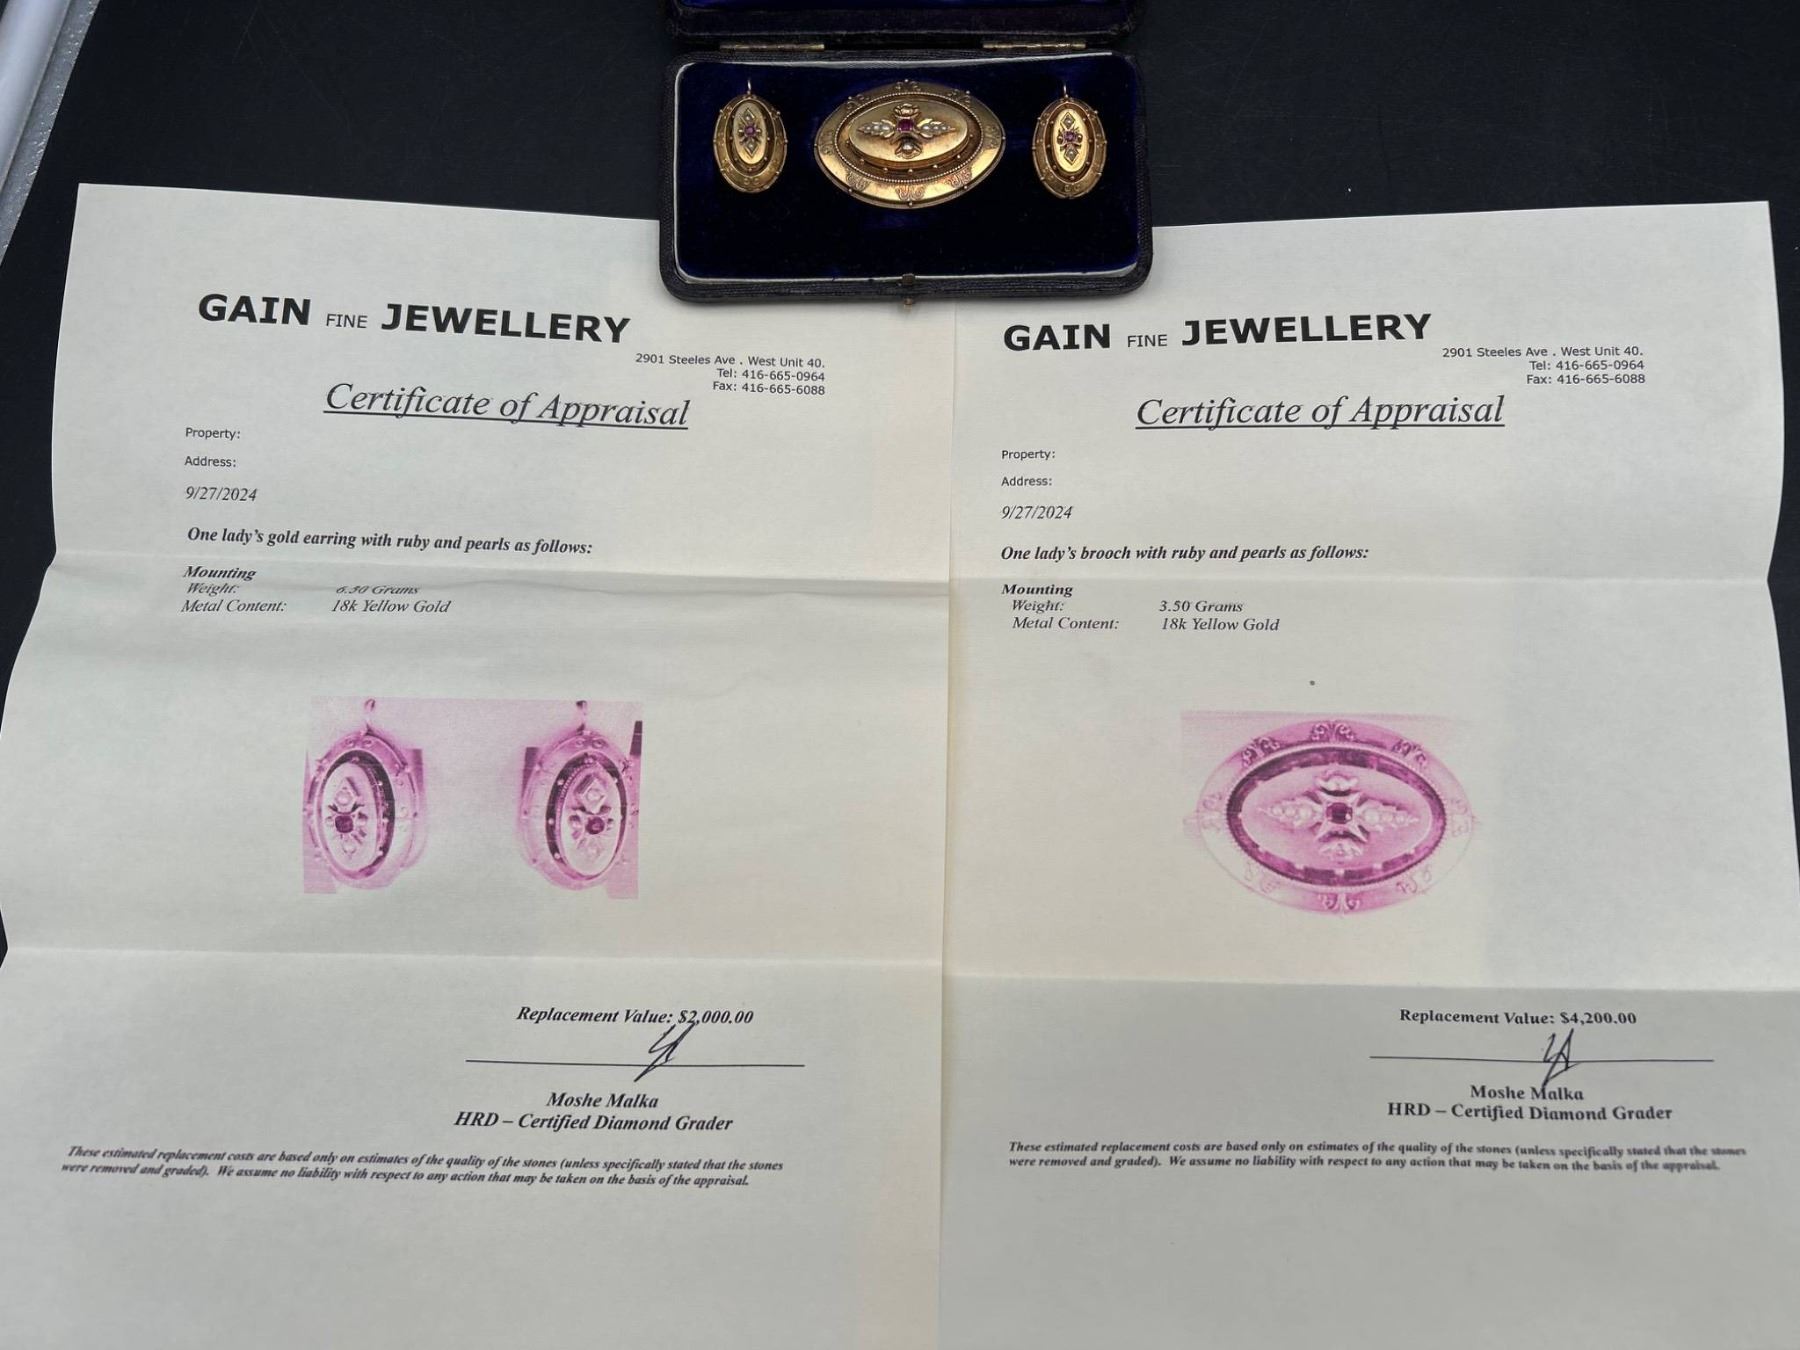 GAIN FINE JEWELLERY
2901 Steeles Ave . West Unit 40.
Tel: 416-665-0964
Fax: 416-665-6088
Certificate of Appraisal
Property:
Address:
9/27/2024
One lady's gold earring with ruby and pearls as follows:
Mounting
Weight: 6.50 Grams
Metal Content: 18k Yellow Gold
Replacement Value: $2,000.00
Moshe Malka
HRD – Certified Diamond Grader
These estimated replacement costs are based only on estimates of the quality of the stones (unless specifically stated that the stones
were removed and graded). We assume no liability with respect to any action that may be taken on the basis of the appraisal.
GAIN FINE JEWELLERY
2901 Steeles Ave . West Unit 40.
Tel: 416-665-0964
Fax: 416-665-6088
Certificate of Appraisal
Property:
Address:
9/27/2024
One lady's brooch with ruby and pearls as follows:
Mounting
Weight: 3.50 Grams
Metal Content: 18k Yellow Gold
Replacement Value: $4,200.00
Moshe Malka
HRD – Certified Diamond Grader
These estimated replacement costs are based only on estimates of the quality of the stones (unless specifically stated that the stones
were removed and graded). We assume no liability with respect to any action that may be taken on the basis of the appraisal.